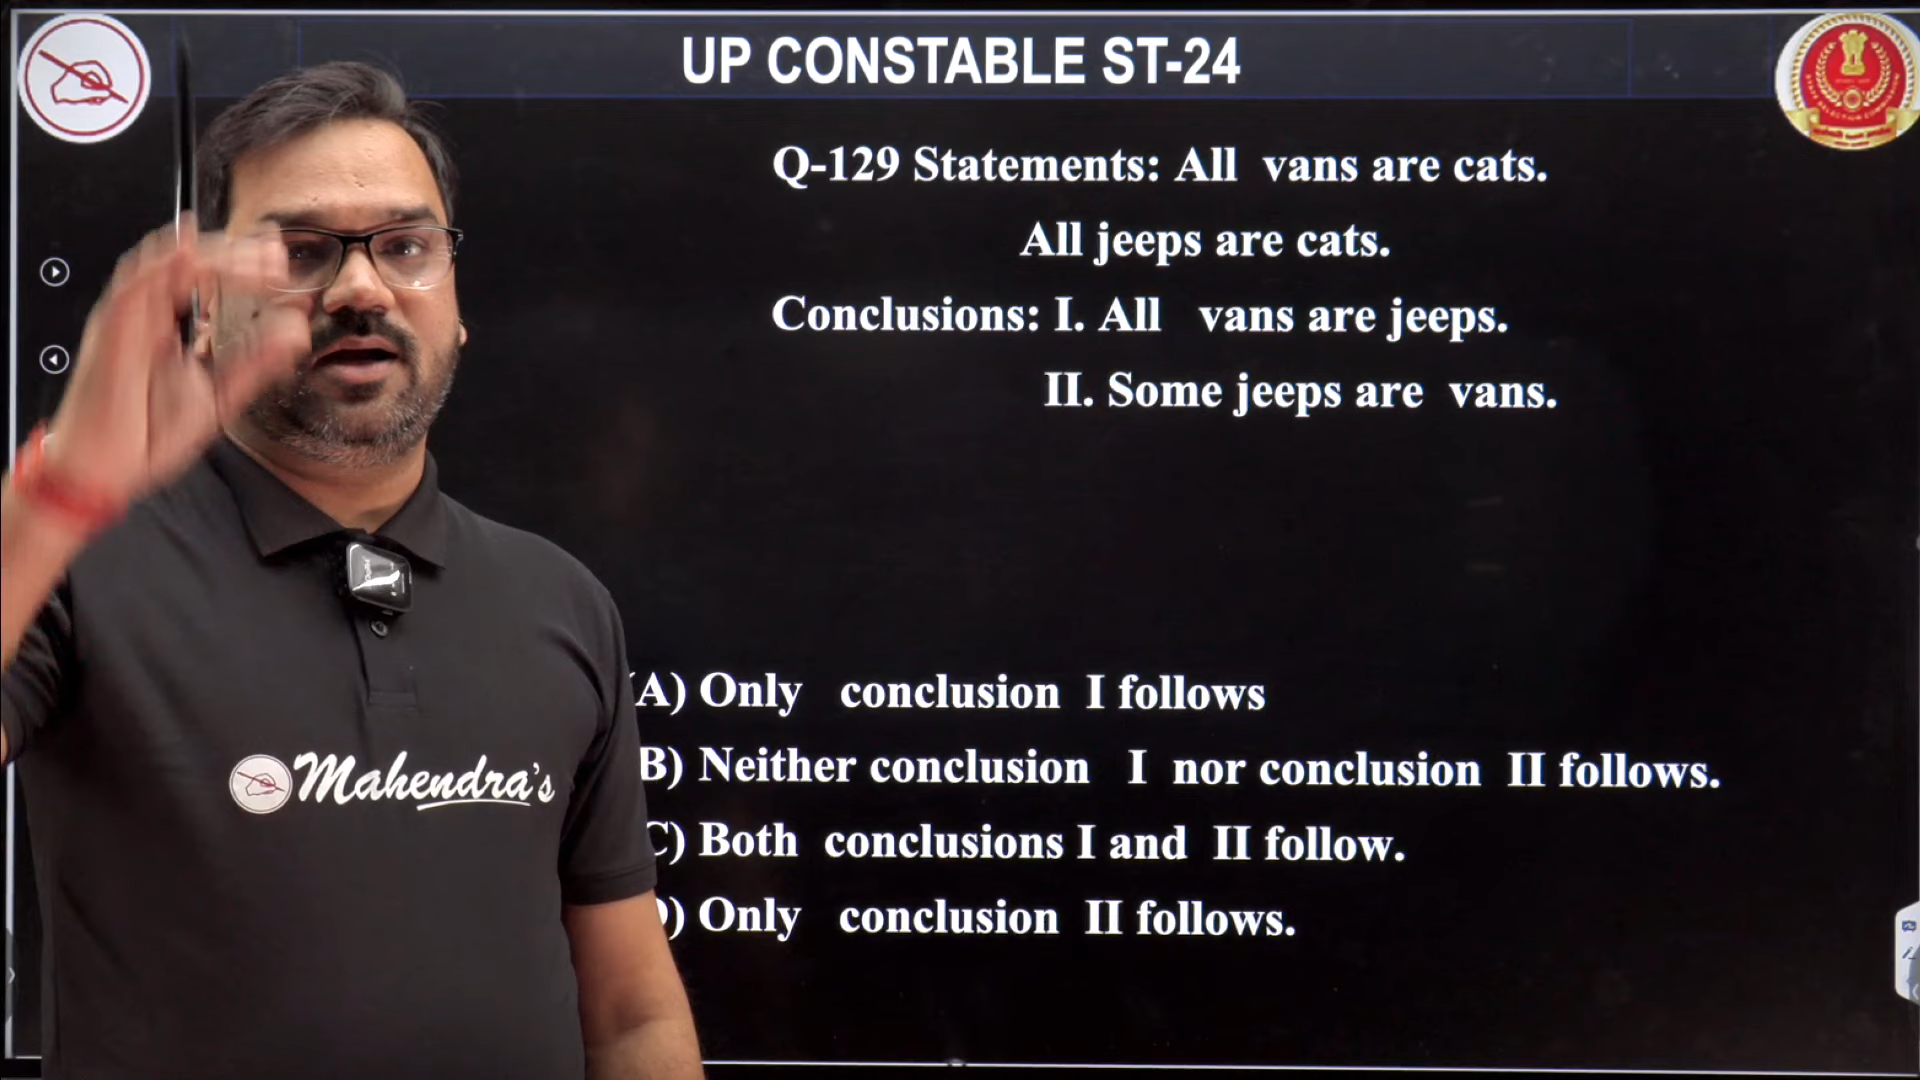 UP CONSTABLE ST-24
Q-129 Statements: All vans are cats.
All jeeps are cats.
Conclusions: I. All vans are jeeps.
II. Some jeeps are vans.
A) Only conclusion I follows
B) Neither conclusion I nor conclusion II follows.
C) Both conclusions I and II follow.
) Only conclusion II follows.
Mahendra's